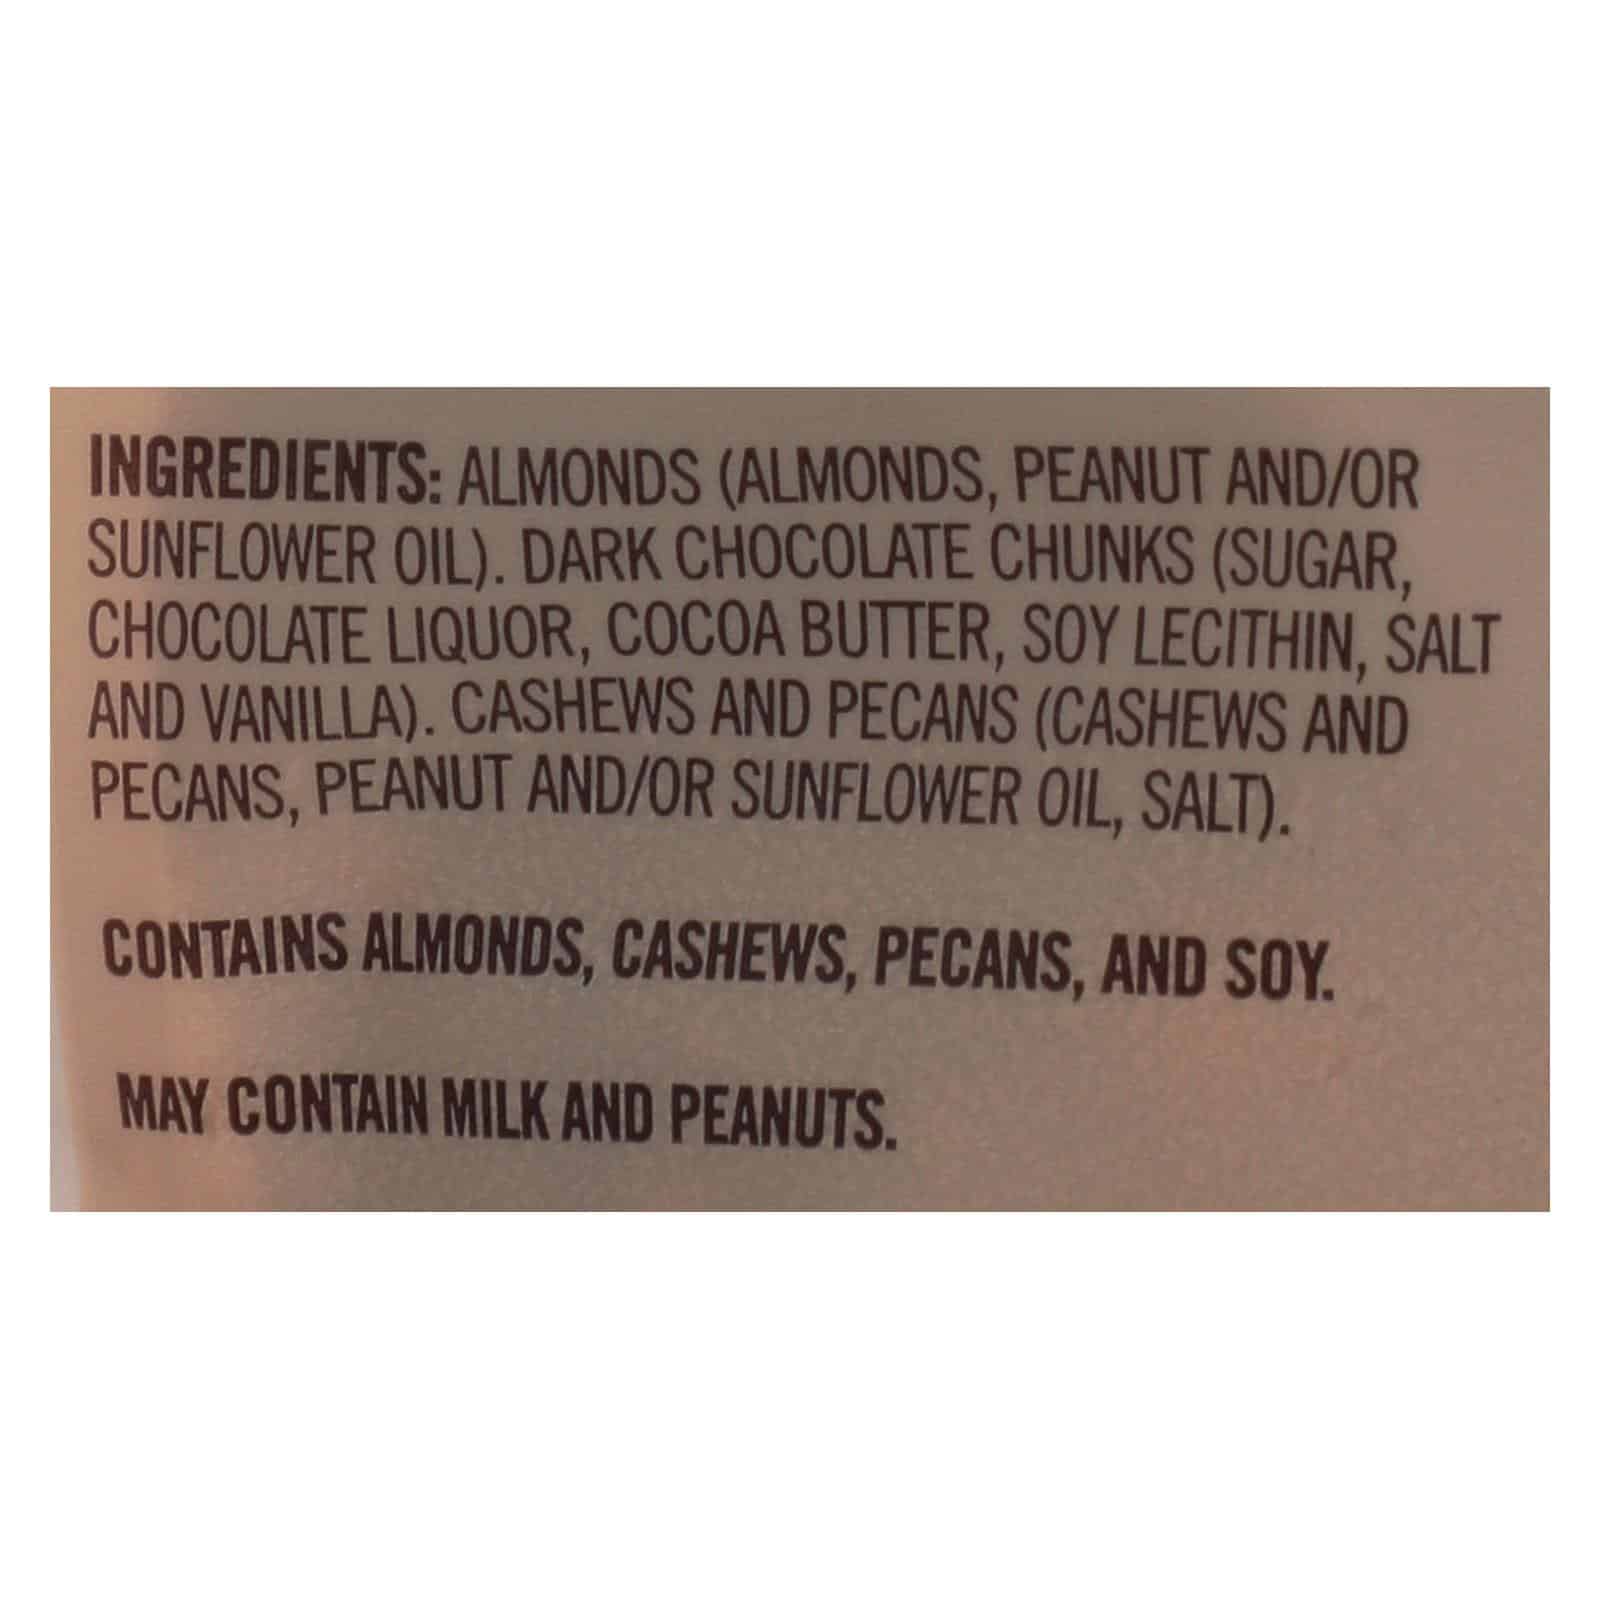 INGREDIENTS: ALMONDS (ALMONDS, PEANUT AND/OR
SUNFLOWER OIL). DARK CHOCOLATE CHUNKS (SUGAR,
CHOCOLATE LIQUOR, COCOA BUTTER, SOY LECITHIN, SALT
AND VANILLA). CASHEWS AND PECANS (CASHEWS AND
PECANS, PEANUT AND/OR SUNFLOWER OIL, SALT).
CONTAINS ALMONDS, CASHEWS, PECANS, AND SOY.
MAY CONTAIN MILK AND PEANUTS.